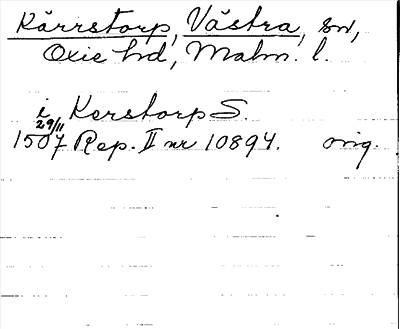 Kärrstorp, Västra, sn,
Oxie hd, Malm. l.
i Kerstorp S.
29/11
1507 Rep. II nr 10894. orig.